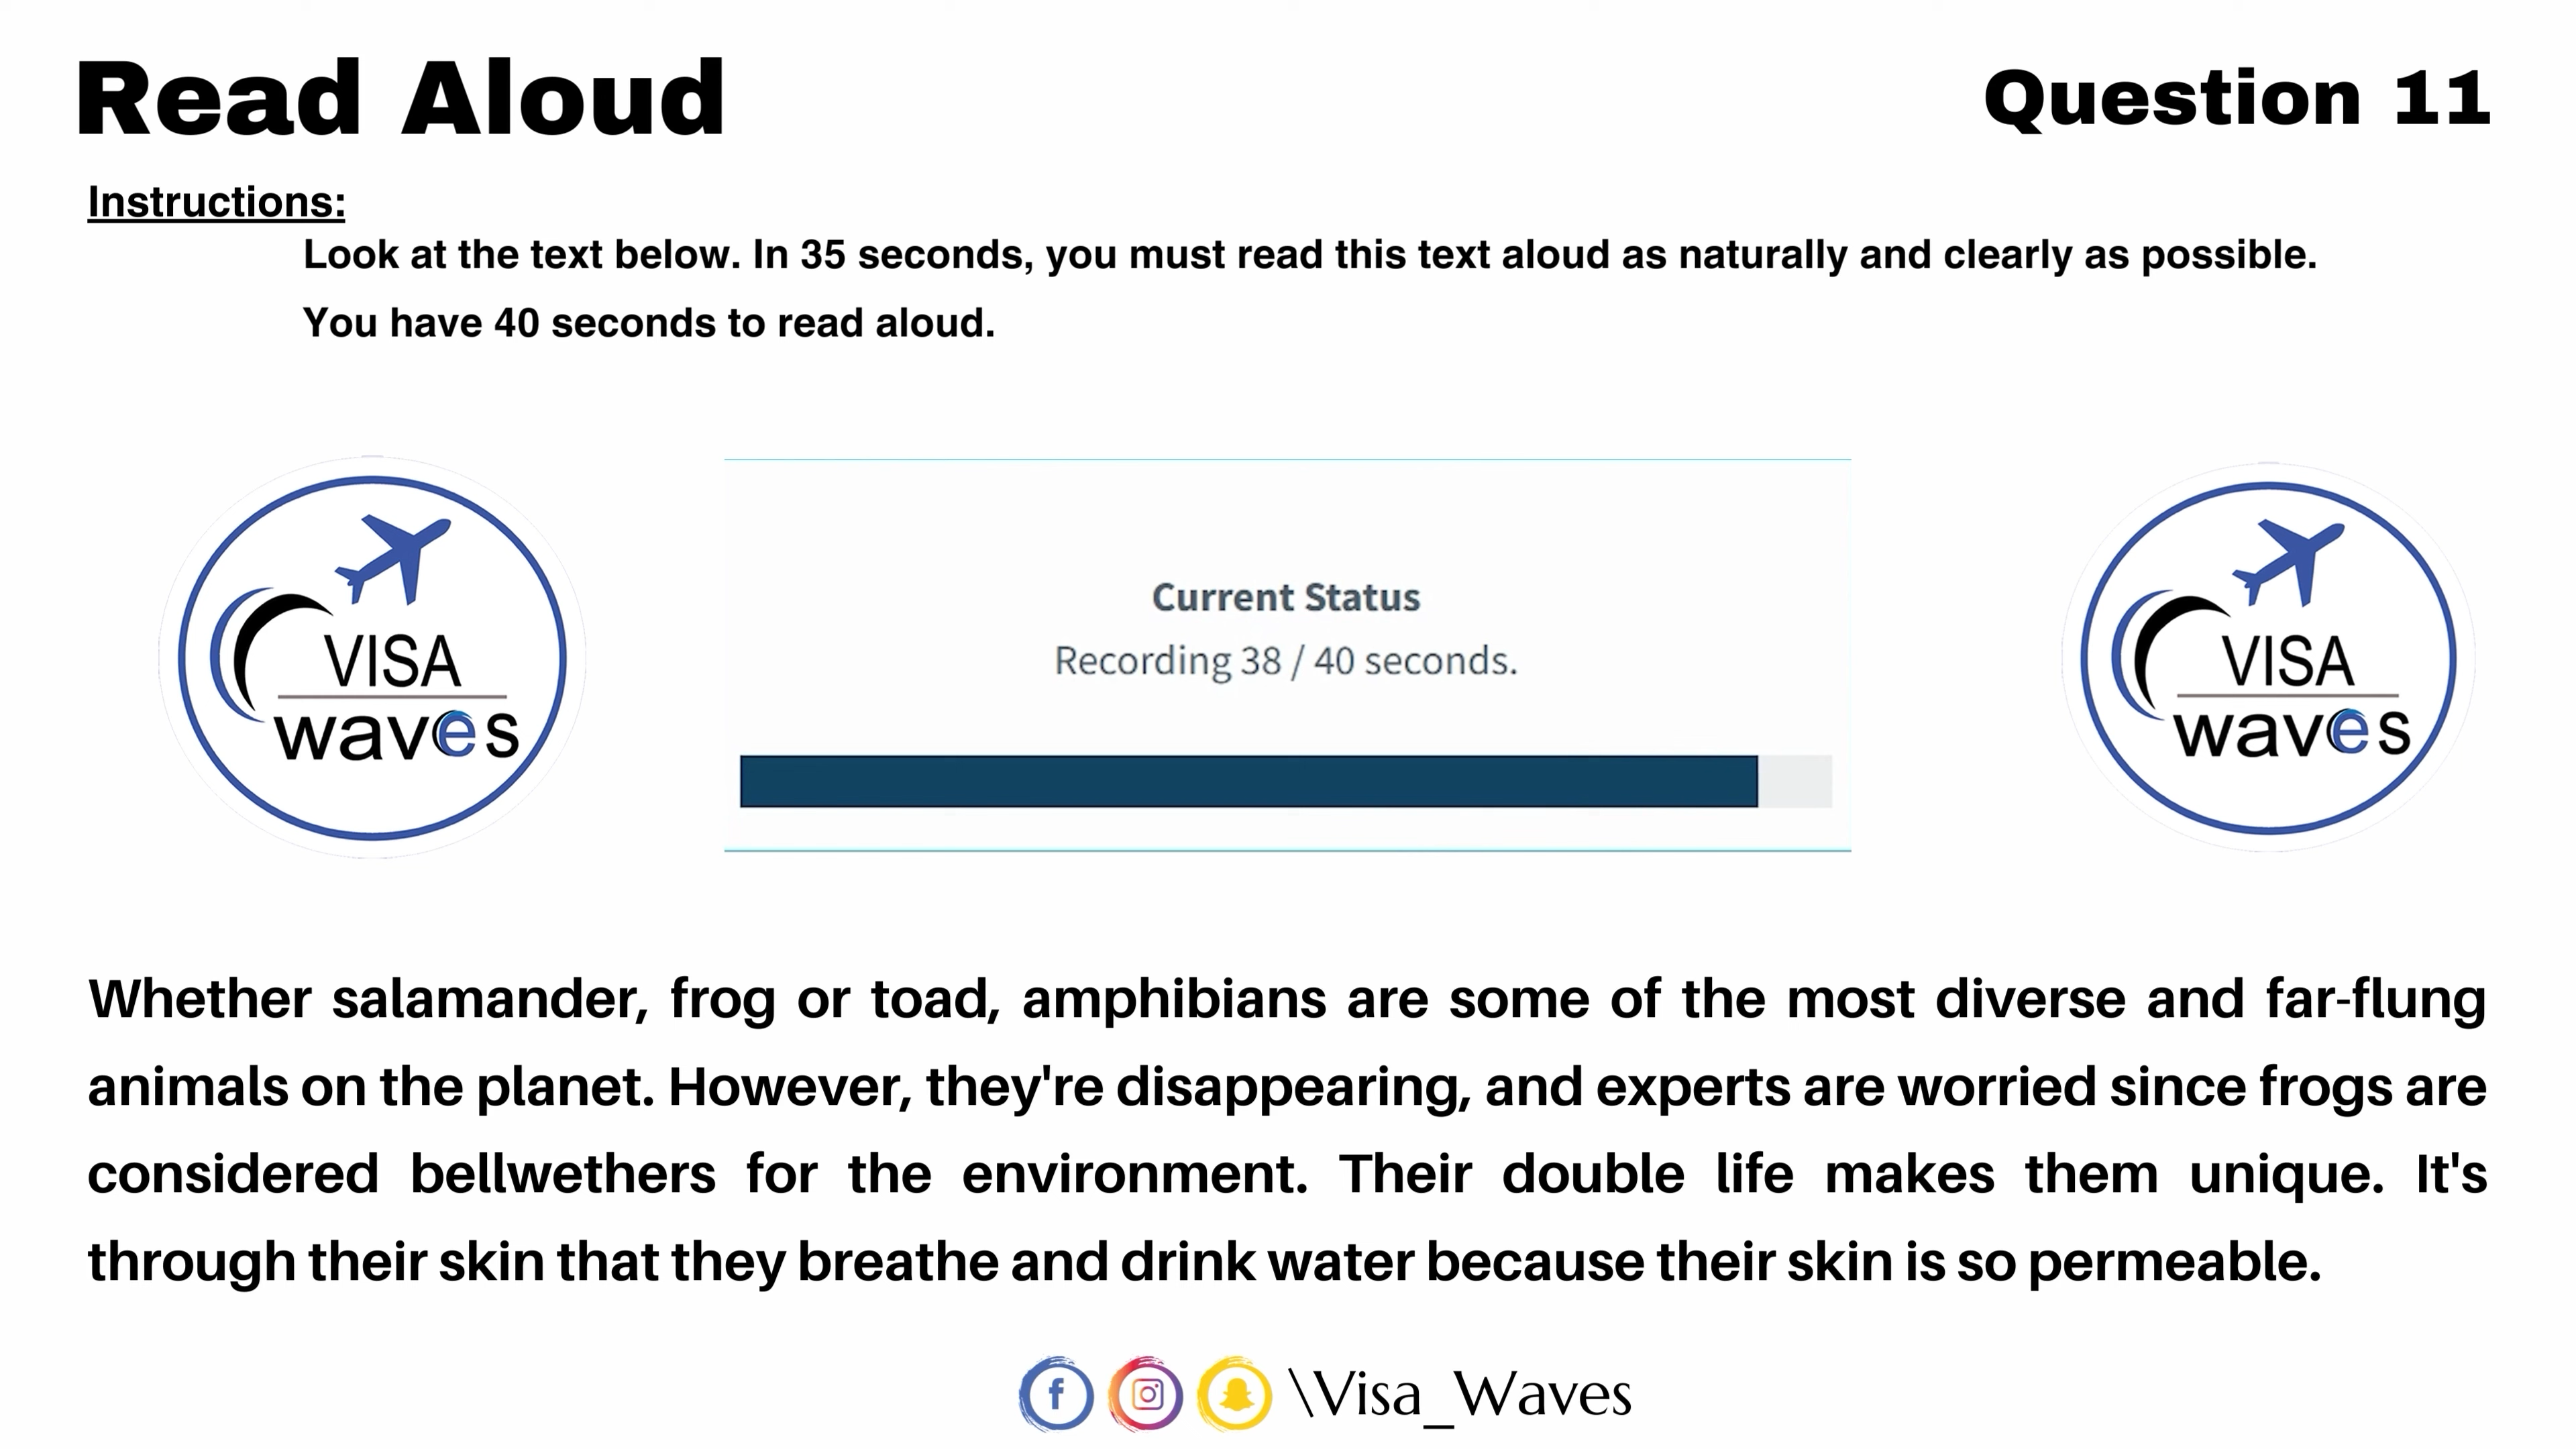 Read Aloud
Question 11
Instructions:
Look at the text below. In 35 seconds, you must read this text aloud as naturally and clearly as possible.
You have 40 seconds to read aloud.
VISA
waves
Current Status
Recording 38 / 40 seconds.
VISA
waves
Whether salamander, frog or toad, amphibians are some of the most diverse and far-flung
animals on the planet. However, they're disappearing, and experts are worried since frogs are
considered bellwethers for the environment. Their double life makes them unique. It's
through their skin that they breathe and drink water because their skin is so permeable.
\Visa_Waves